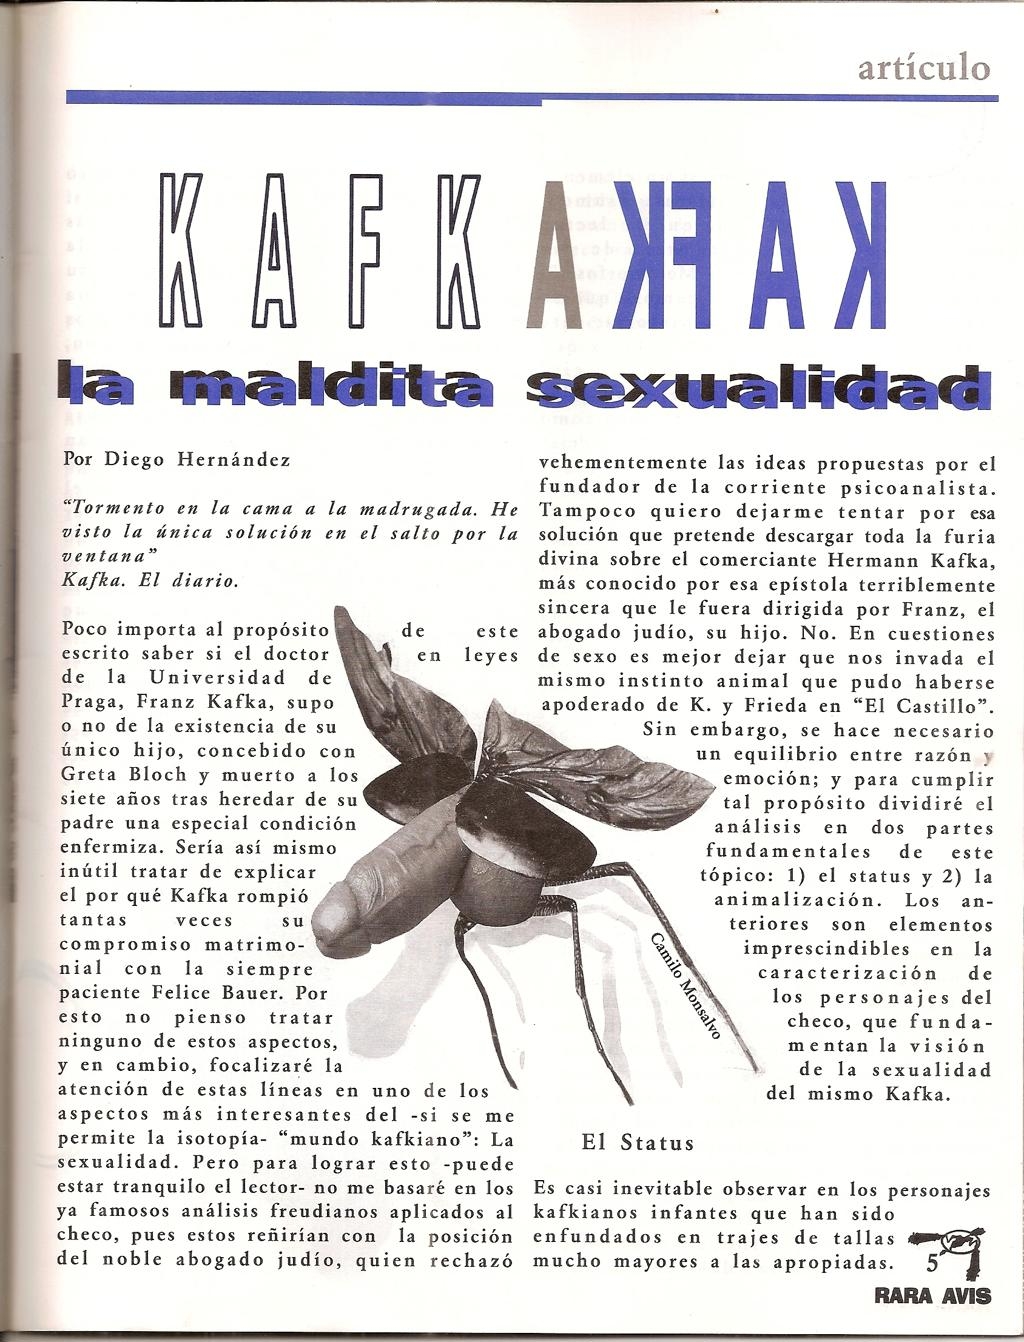 artículo
KAFKAKFAK
la maldita sexualidad
Por Diego Hernández
“Tormento en la cama a la madrugada. He
visto la única solución en el salto por la
ventana”
Kafka. El diario.
Poco importa al propósito de este
escrito saber si el doctor en leyes
de la Universidad de
Praga, Franz Kafka, supo
o no de la existencia de su
único hijo, concebido con
Greta Bloch y muerto a los
siete años tras heredar de su
padre una especial condición
enfermiza. Sería así mismo
inútil tratar de explicar
el por qué Kafka rompió
tantas veces su
compromiso matrimo-
nial con la siempre
paciente Felice Bauer. Por
esto no pienso tratar
ninguno de estos aspectos,
y en cambio, focalizaré la
atención de estas líneas en uno de los
aspectos más interesantes del -si se me
permite la isotopía- “mundo kafkiano”: La
sexualidad. Pero para lograr esto -puede
estar tranquilo el lector- no me basaré en los
ya famosos análisis freudianos aplicados al
checo, pues estos reñirían con la posición
del noble abogado judío, quien rechazó
vehementemente las ideas propuestas por el
fundador de la corriente psicoanalista.
Tampoco quiero dejarme tentar por esa
solución que pretende descargar toda la furia
divina sobre el comerciante Hermann Kafka,
más conocido por esa epístola terriblemente
sincera que le fuera dirigida por Franz, el
abogado judío, su hijo. No. En cuestiones
de sexo es mejor dejar que nos invada el
mismo instinto animal que pudo haberse
apoderado de K. y Frieda en “El Castillo”.
Sin embargo, se hace necesario
un equilibrio entre razón y
emoción; y para cumplir
tal propósito dividiré el
análisis en dos partes
fundamentales de este
tópico: 1) el status y 2) la
animalización. Los an-
teriores son elementos
imprescindibles en la
caracterización de
los personajes del
checo, que funda-
mentan la visión
de la sexualidad
del mismo Kafka.
Camilo Monsalvo
El Status
Es casi inevitable observar en los personajes
kafkianos infantes que han sido
enfundados en trajes de tallas
mucho mayores a las apropiadas.
5
RARA AVIS